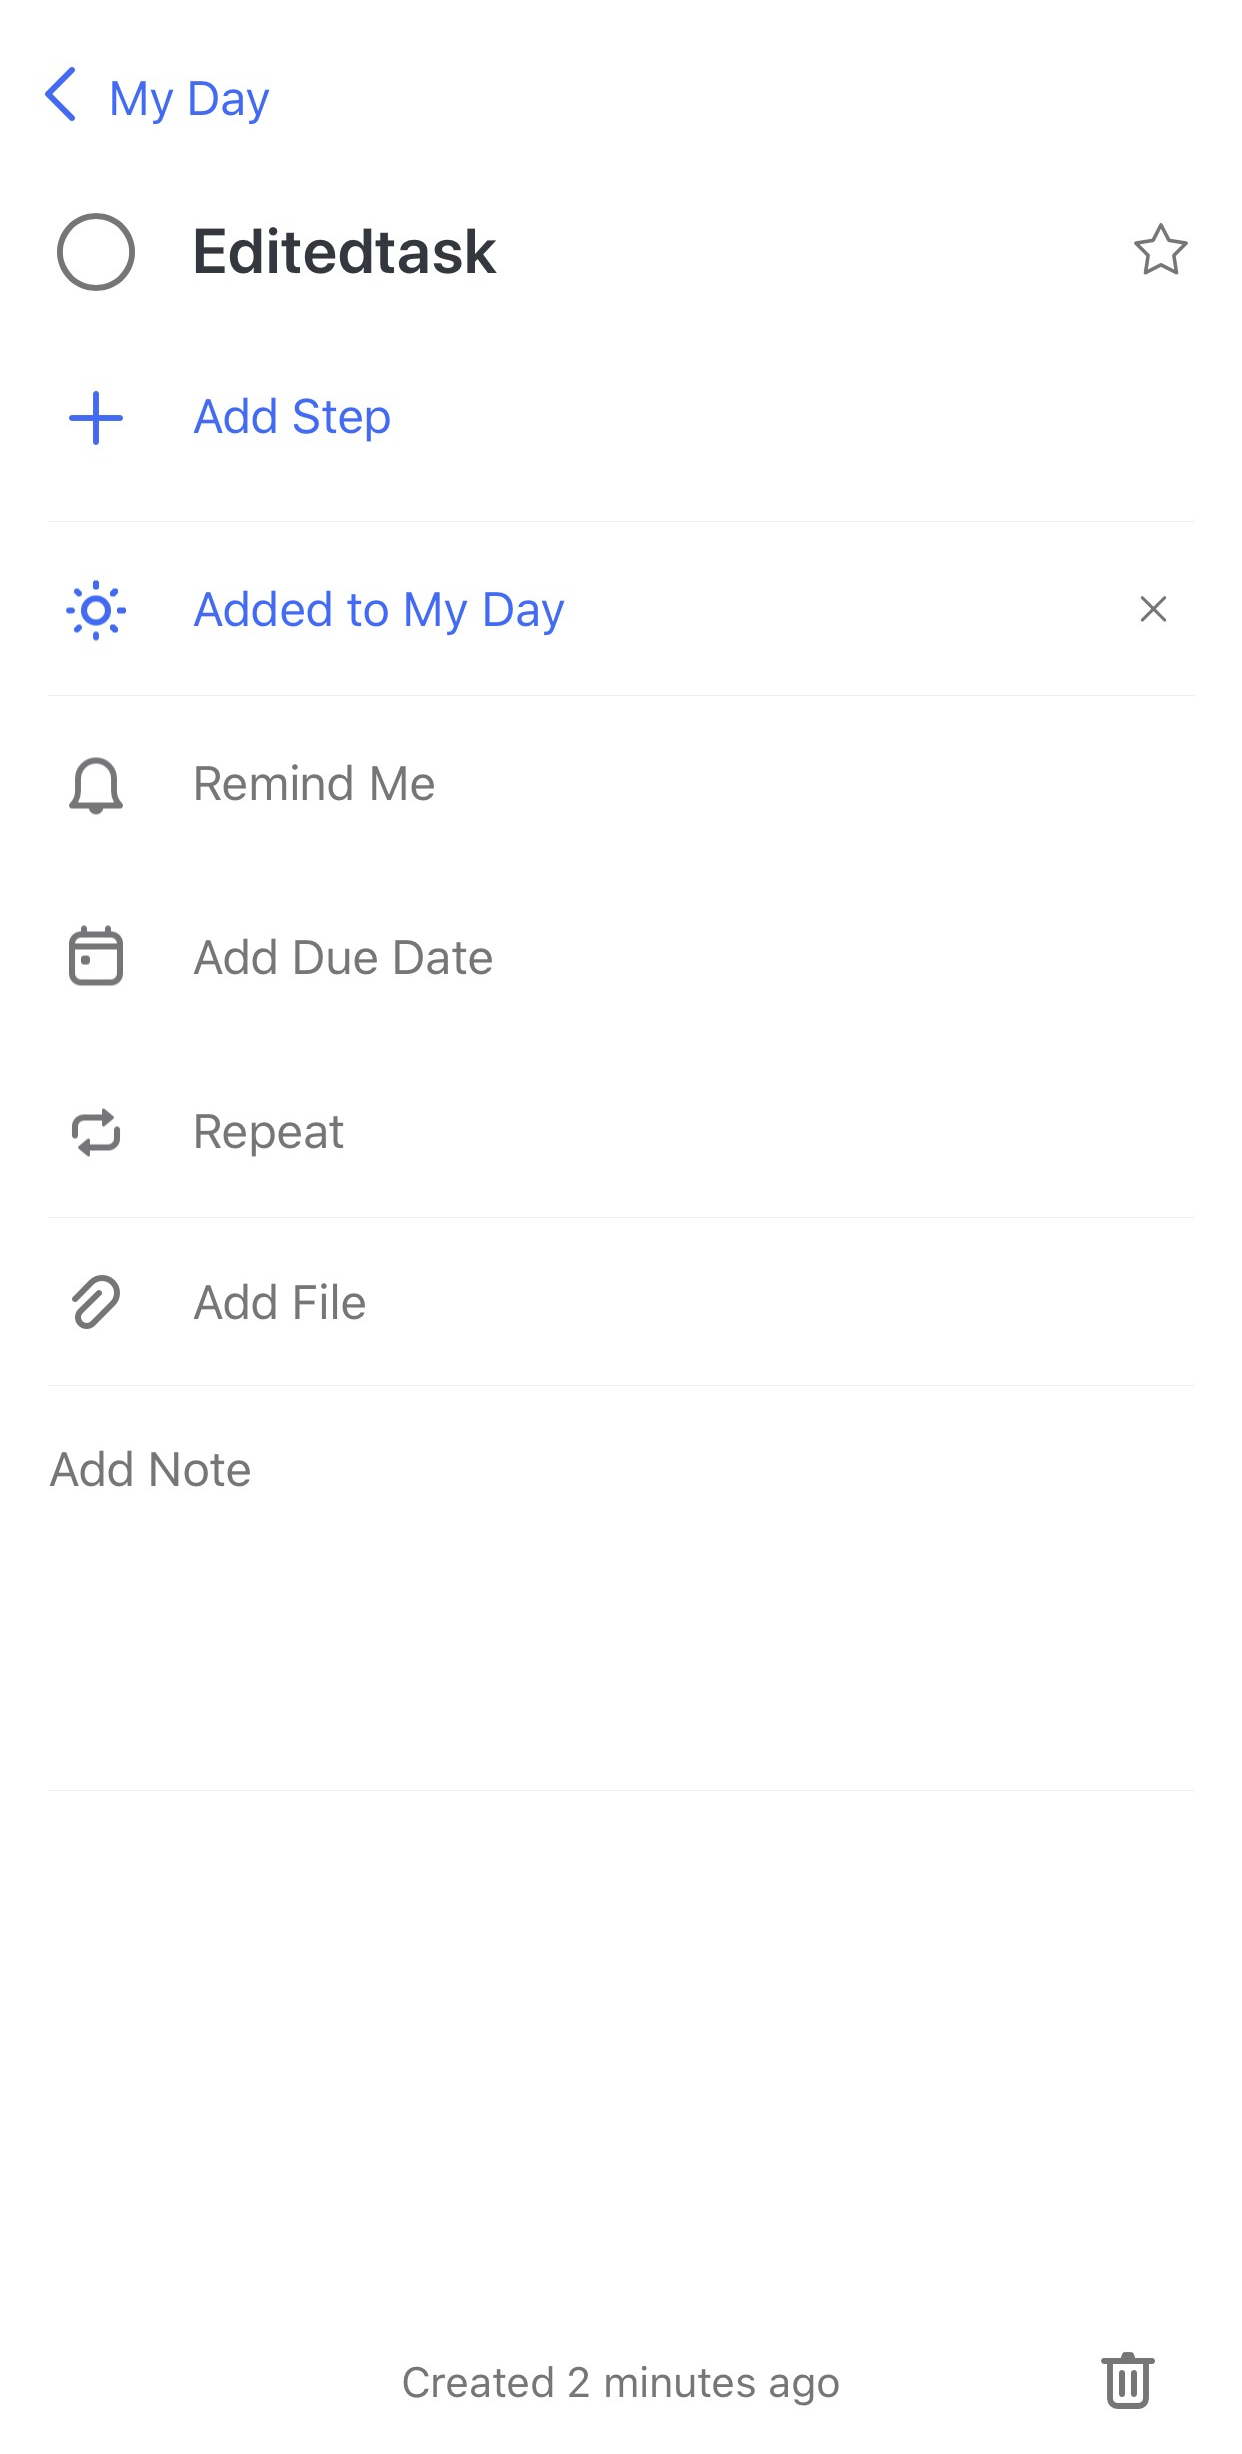 My Day
Editedtask
Add Step
Added to My Day
Remind Me
Add Due Date
Repeat
Add File
Add Note
Created 2 minutes ago